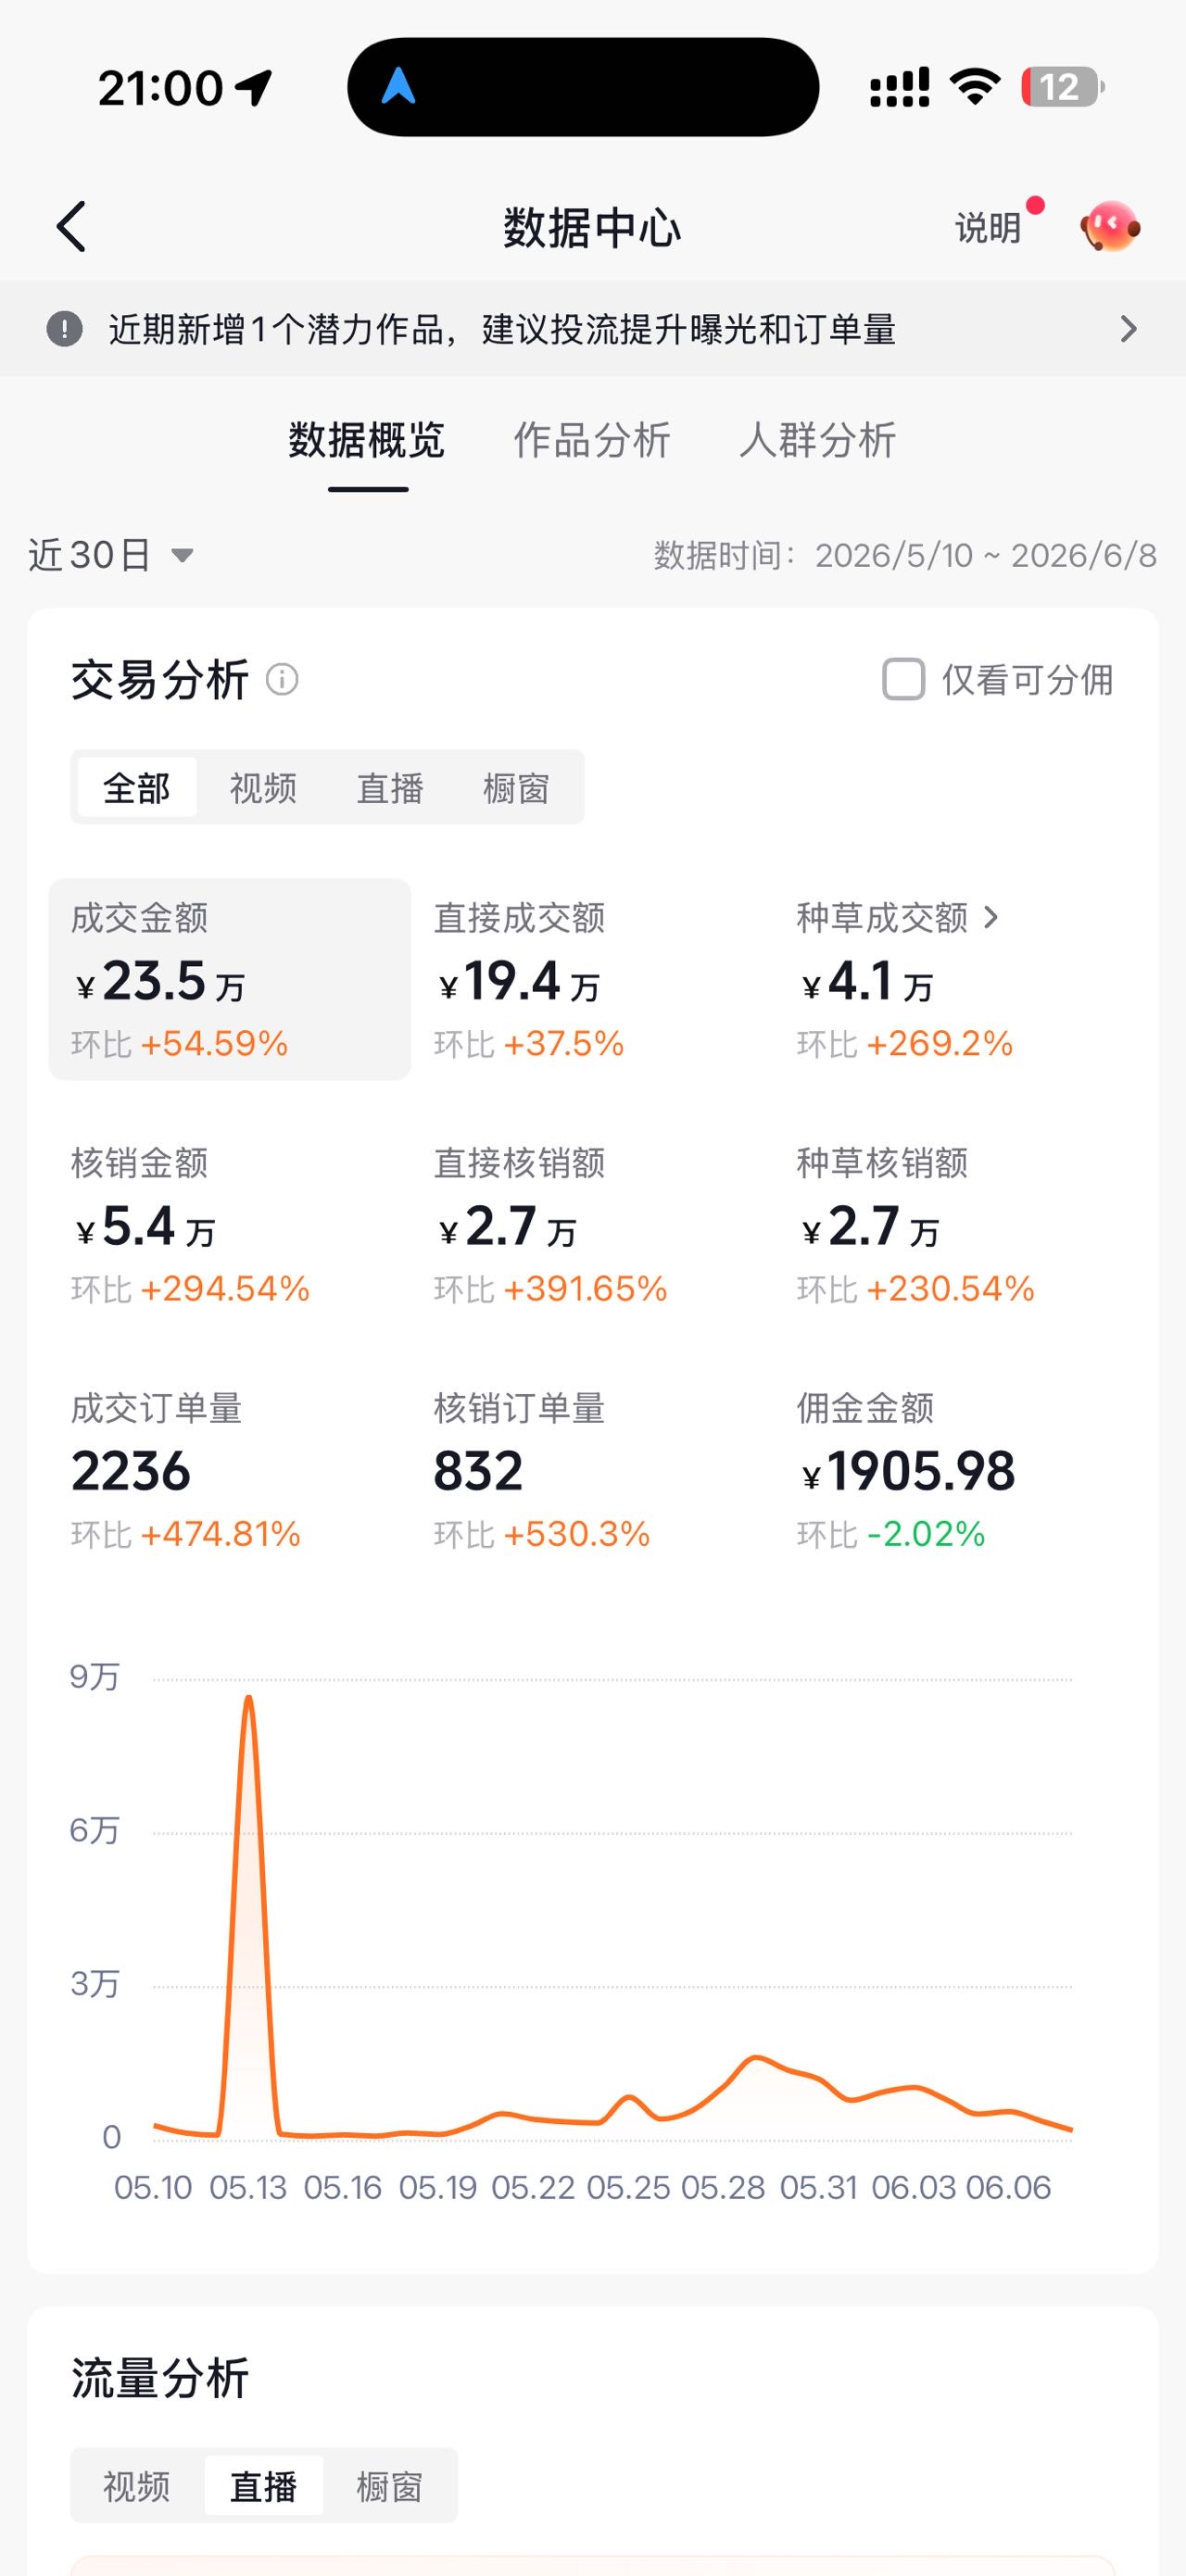 21:00
12
数据中心
说明
近期新增1个潜力作品，建议投流提升曝光和订单量
数据概览 作品分析 人群分析
近30日 数据时间：2026/5/10 ~ 2026/6/8
交易分析 仅看可分佣
全部 视频 直播 橱窗
成交金额 直接成交额 种草成交额
¥23.5万 ¥19.4万 ¥4.1万
环比 +54.59% 环比 +37.5% 环比 +269.2%
核销金额 直接核销额 种草核销额
¥5.4万 ¥2.7万 ¥2.7万
环比 +294.54% 环比 +391.65% 环比 +230.54%
成交订单量 核销订单量 佣金金额
2236 832 ¥1905.98
环比 +474.81% 环比 +530.3% 环比 -2.02%
9万
6万
3万
0
05.10 05.13 05.16 05.19 05.22 05.25 05.28 05.31 06.03 06.06
流量分析
视频 直播 橱窗